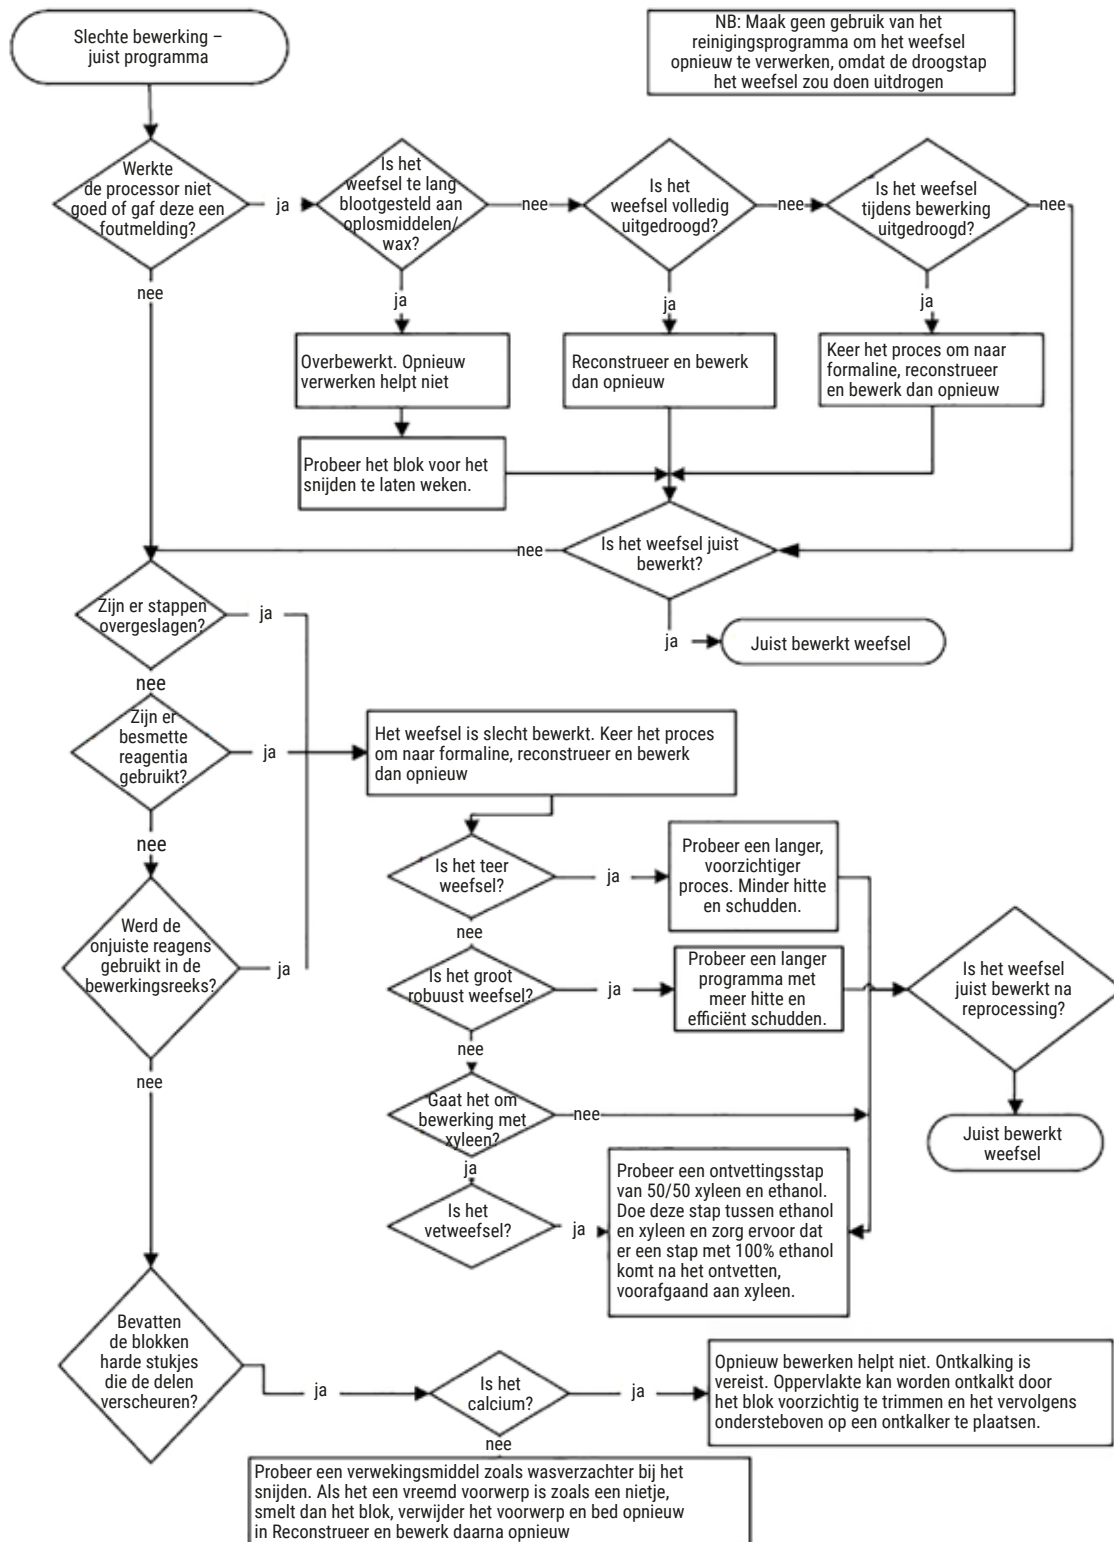 Slechte bewerking –
juist programma
NB: Maak geen gebruik van het
reinigingsprogramma om het weefsel
opnieuw te verwerken, omdat de droogstap
het weefsel zou doen uitdrogen
Werkte
de processor niet
goed of gaf deze een
foutmelding?
ja
Is het
weefsel te lang
blootgesteld aan
oplosmiddelen/
wax?
nee
Is het
weefsel volledig
uitgedroogd?
nee
Is het weefsel
tijdens bewerking
uitgedroogd?
nee
nee
ja
ja
ja
Overbewerkt. Opnieuw
verwerken helpt niet
Reconstrueer en bewerk
dan opnieuw
Keer het proces om naar
formaline, reconstrueer
en bewerk dan opnieuw
Probeer het blok voor het
snijden te laten weken.
Is het weefsel juist
bewerkt?
nee
ja
Juist bewerkt weefsel
Zijn er stappen
overgeslagen?
ja
nee
Zijn er
besmette
reagentia
gebruikt?
ja
Het weefsel is slecht bewerkt. Keer het proces
om naar formaline, reconstrueer en bewerk
dan opnieuw
nee
Werd de
onjuiste reagens
gebruikt in de
bewerkingsreeks?
ja
nee
Is het teer
weefsel?
ja
Probeer een langer,
voorzichtiger
proces. Minder hitte
en schudden.
nee
Is het groot
robuust weefsel?
ja
Probeer een langer
programma met
meer hitte en
efficiënt schudden.
Is het weefsel
juist bewerkt na
reprocessing?
nee
Gaat het om
bewerking met
xyleen?
nee
Juist bewerkt
weefsel
ja
Is het
vetweefsel?
ja
Probeer een ontvettingsstap
van 50/50 xyleen en ethanol.
Doe deze stap tussen ethanol
en xyleen en zorg ervoor dat
er een stap met 100% ethanol
komt na het ontvetten,
voorafgaand aan xyleen.
Bevatten
de blokken
harde stukjes
die de delen
verscheuren?
ja
Is het
calcium?
ja
Opnieuw bewerken helpt niet. Ontkalking is
vereist. Oppervlakte kan worden ontkalkt door
het blok voorzichtig te trimmen en het vervolgens
ondersteboven op een ontkalker te plaatsen.
nee
Probeer een verwekingsmiddel zoals wasverzachter bij het
snijden. Als het een vreemd voorwerp is zoals een nietje,
smelt dan het blok, verwijder het voorwerp en bed opnieuw
in Reconstrueer en bewerk daarna opnieuw